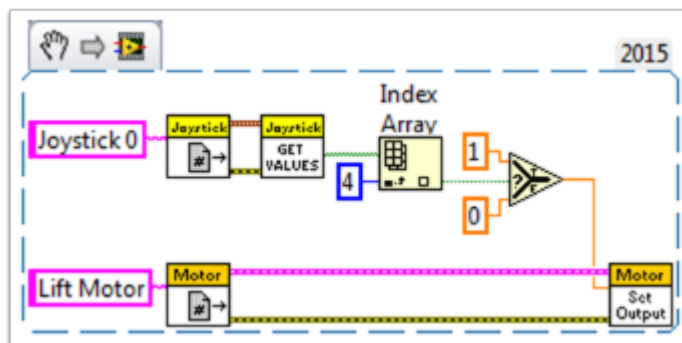 2015
Index
Array
Joystick 0
Joystick
#
Joystick
GET
VALUES
4
1
0
?
T
F
Lift Motor
Motor
#
Motor
Set
Output